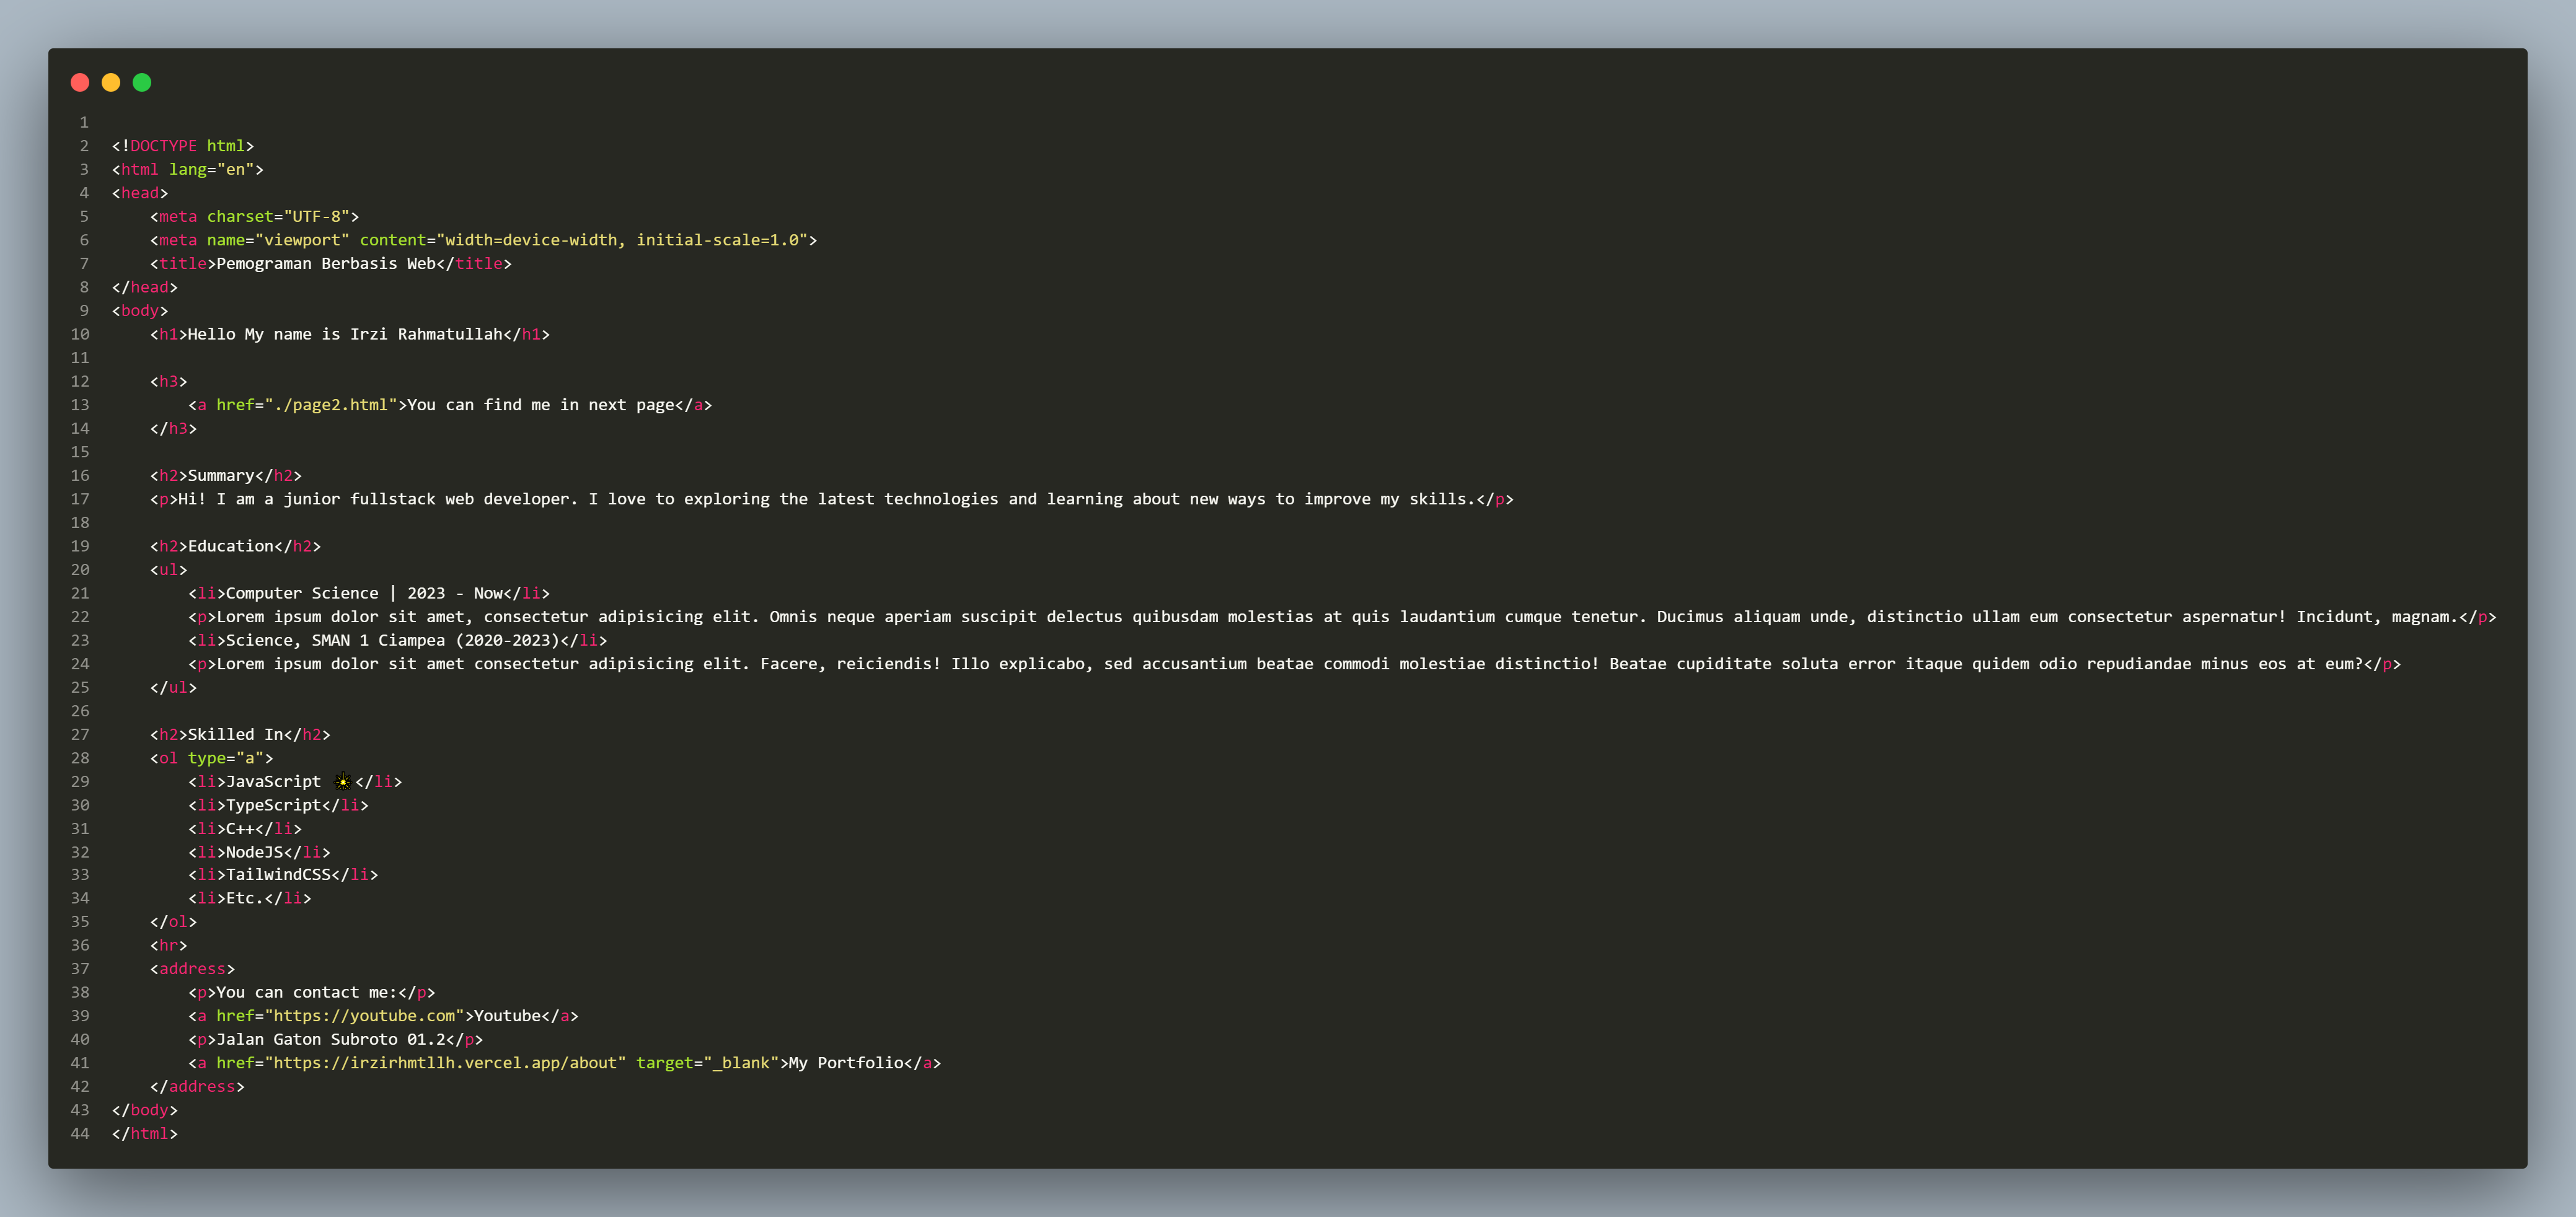 1
2 <!DOCTYPE html>
3 <html lang="en">
4 <head>
5     <meta charset="UTF-8">
6     <meta name="viewport" content="width=device-width, initial-scale=1.0">
7     <title>Pemograman Berbasis Web</title>
8 </head>
9 <body>
10     <h1>Hello My name is Irzi Rahmatullah</h1>
11
12     <h3>
13         <a href="./page2.html">You can find me in next page</a>
14     </h3>
15
16     <h2>Summary</h2>
17     <p>Hi! I am a junior fullstack web developer. I love to exploring the latest technologies and learning about new ways to improve my skills.</p>
18
19     <h2>Education</h2>
20     <ul>
21         <li>Computer Science | 2023 - Now</li>
22         <p>Lorem ipsum dolor sit amet, consectetur adipisicing elit. Omnis neque aperiam suscipit delectus quibusdam molestias at quis laudantium cumque tenetur. Ducimus aliquam unde, distinctio ullam eum consectetur aspernatur! Incidunt, magnam.</p>
23         <li>Science, SMAN 1 Ciampea (2020-2023)</li>
24         <p>Lorem ipsum dolor sit amet consectetur adipisicing elit. Facere, reiciendis! Illo explicabo, sed accusantium beatae commodi molestiae distinctio! Beatae cupiditate soluta error itaque quidem odio repudiandae minus eos at eum?</p>
25     </ul>
26
27     <h2>Skilled In</h2>
28     <ol type="a">
29         <li>JavaScript ☀</li>
30         <li>TypeScript</li>
31         <li>C++</li>
32         <li>NodeJS</li>
33         <li>TailwindCSS</li>
34         <li>Etc.</li>
35     </ol>
36     <hr>
37     <address>
38         <p>You can contact me:</p>
39         <a href="https://youtube.com">Youtube</a>
40         <p>Jalan Gaton Subroto 01.2</p>
41         <a href="https://irzirhmtllh.vercel.app/about" target="_blank">My Portfolio</a>
42     </address>
43 </body>
44 </html>